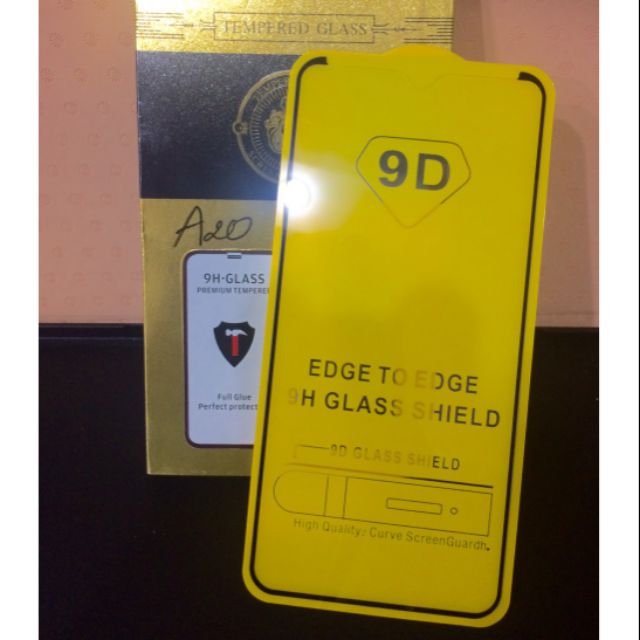 TEMPERED GLASS
A20
9H-GLASS
PREMIUM TEMPERE
Full Glue
Perfect protect
9D
EDGE TO EDGE
9H GLASS SHIELD
9D GLASS SHIELD
High Quality: Curve ScreenGuardh.